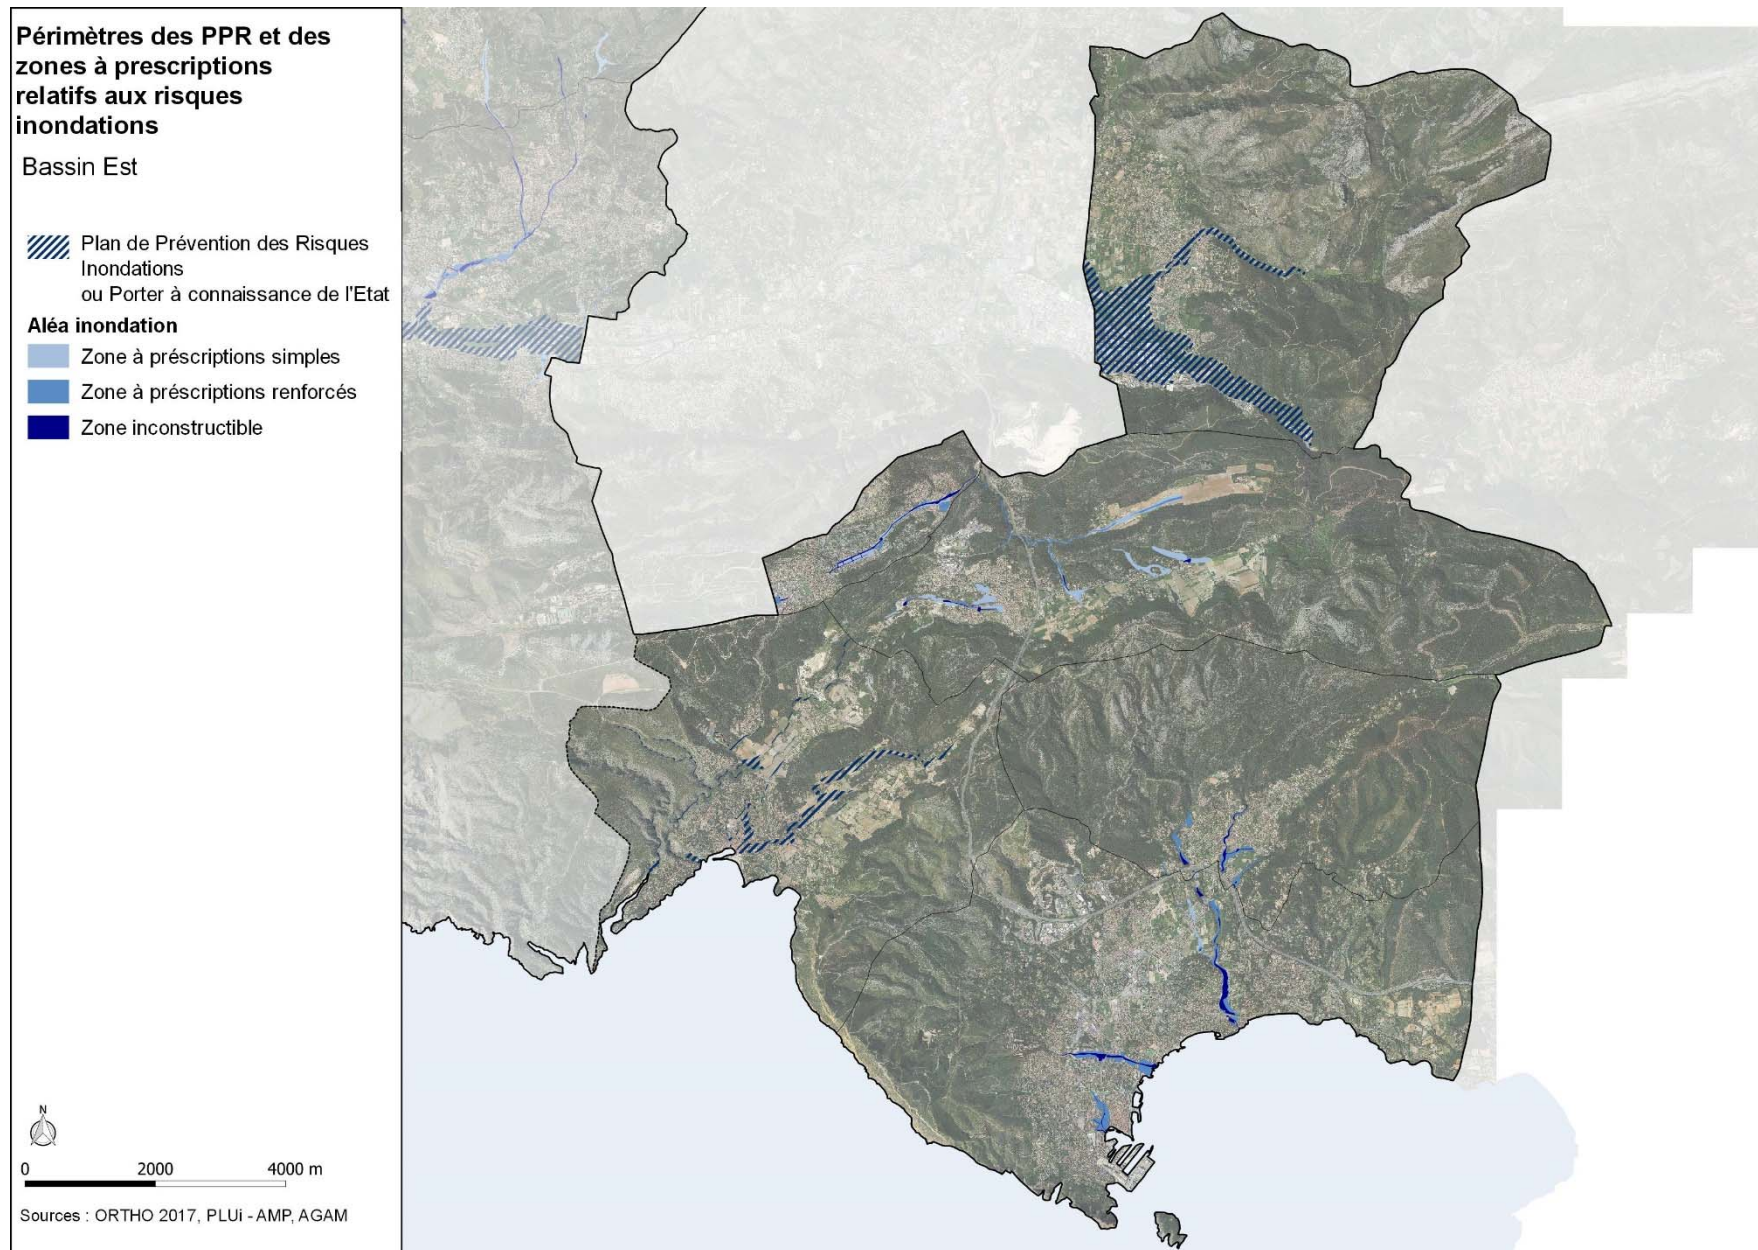 Périmètres des PPR et des
zones à prescriptions
relatifs aux risques
inondations
Bassin Est
Plan de Prévention des Risques
Inondations
ou Porter à connaissance de l'Etat
Aléa inondation
Zone à préscriptions simples
Zone à préscriptions renforcés
Zone inconstructible
N
0 2000 4000 m
Sources : ORTHO 2017, PLUi - AMP, AGAM